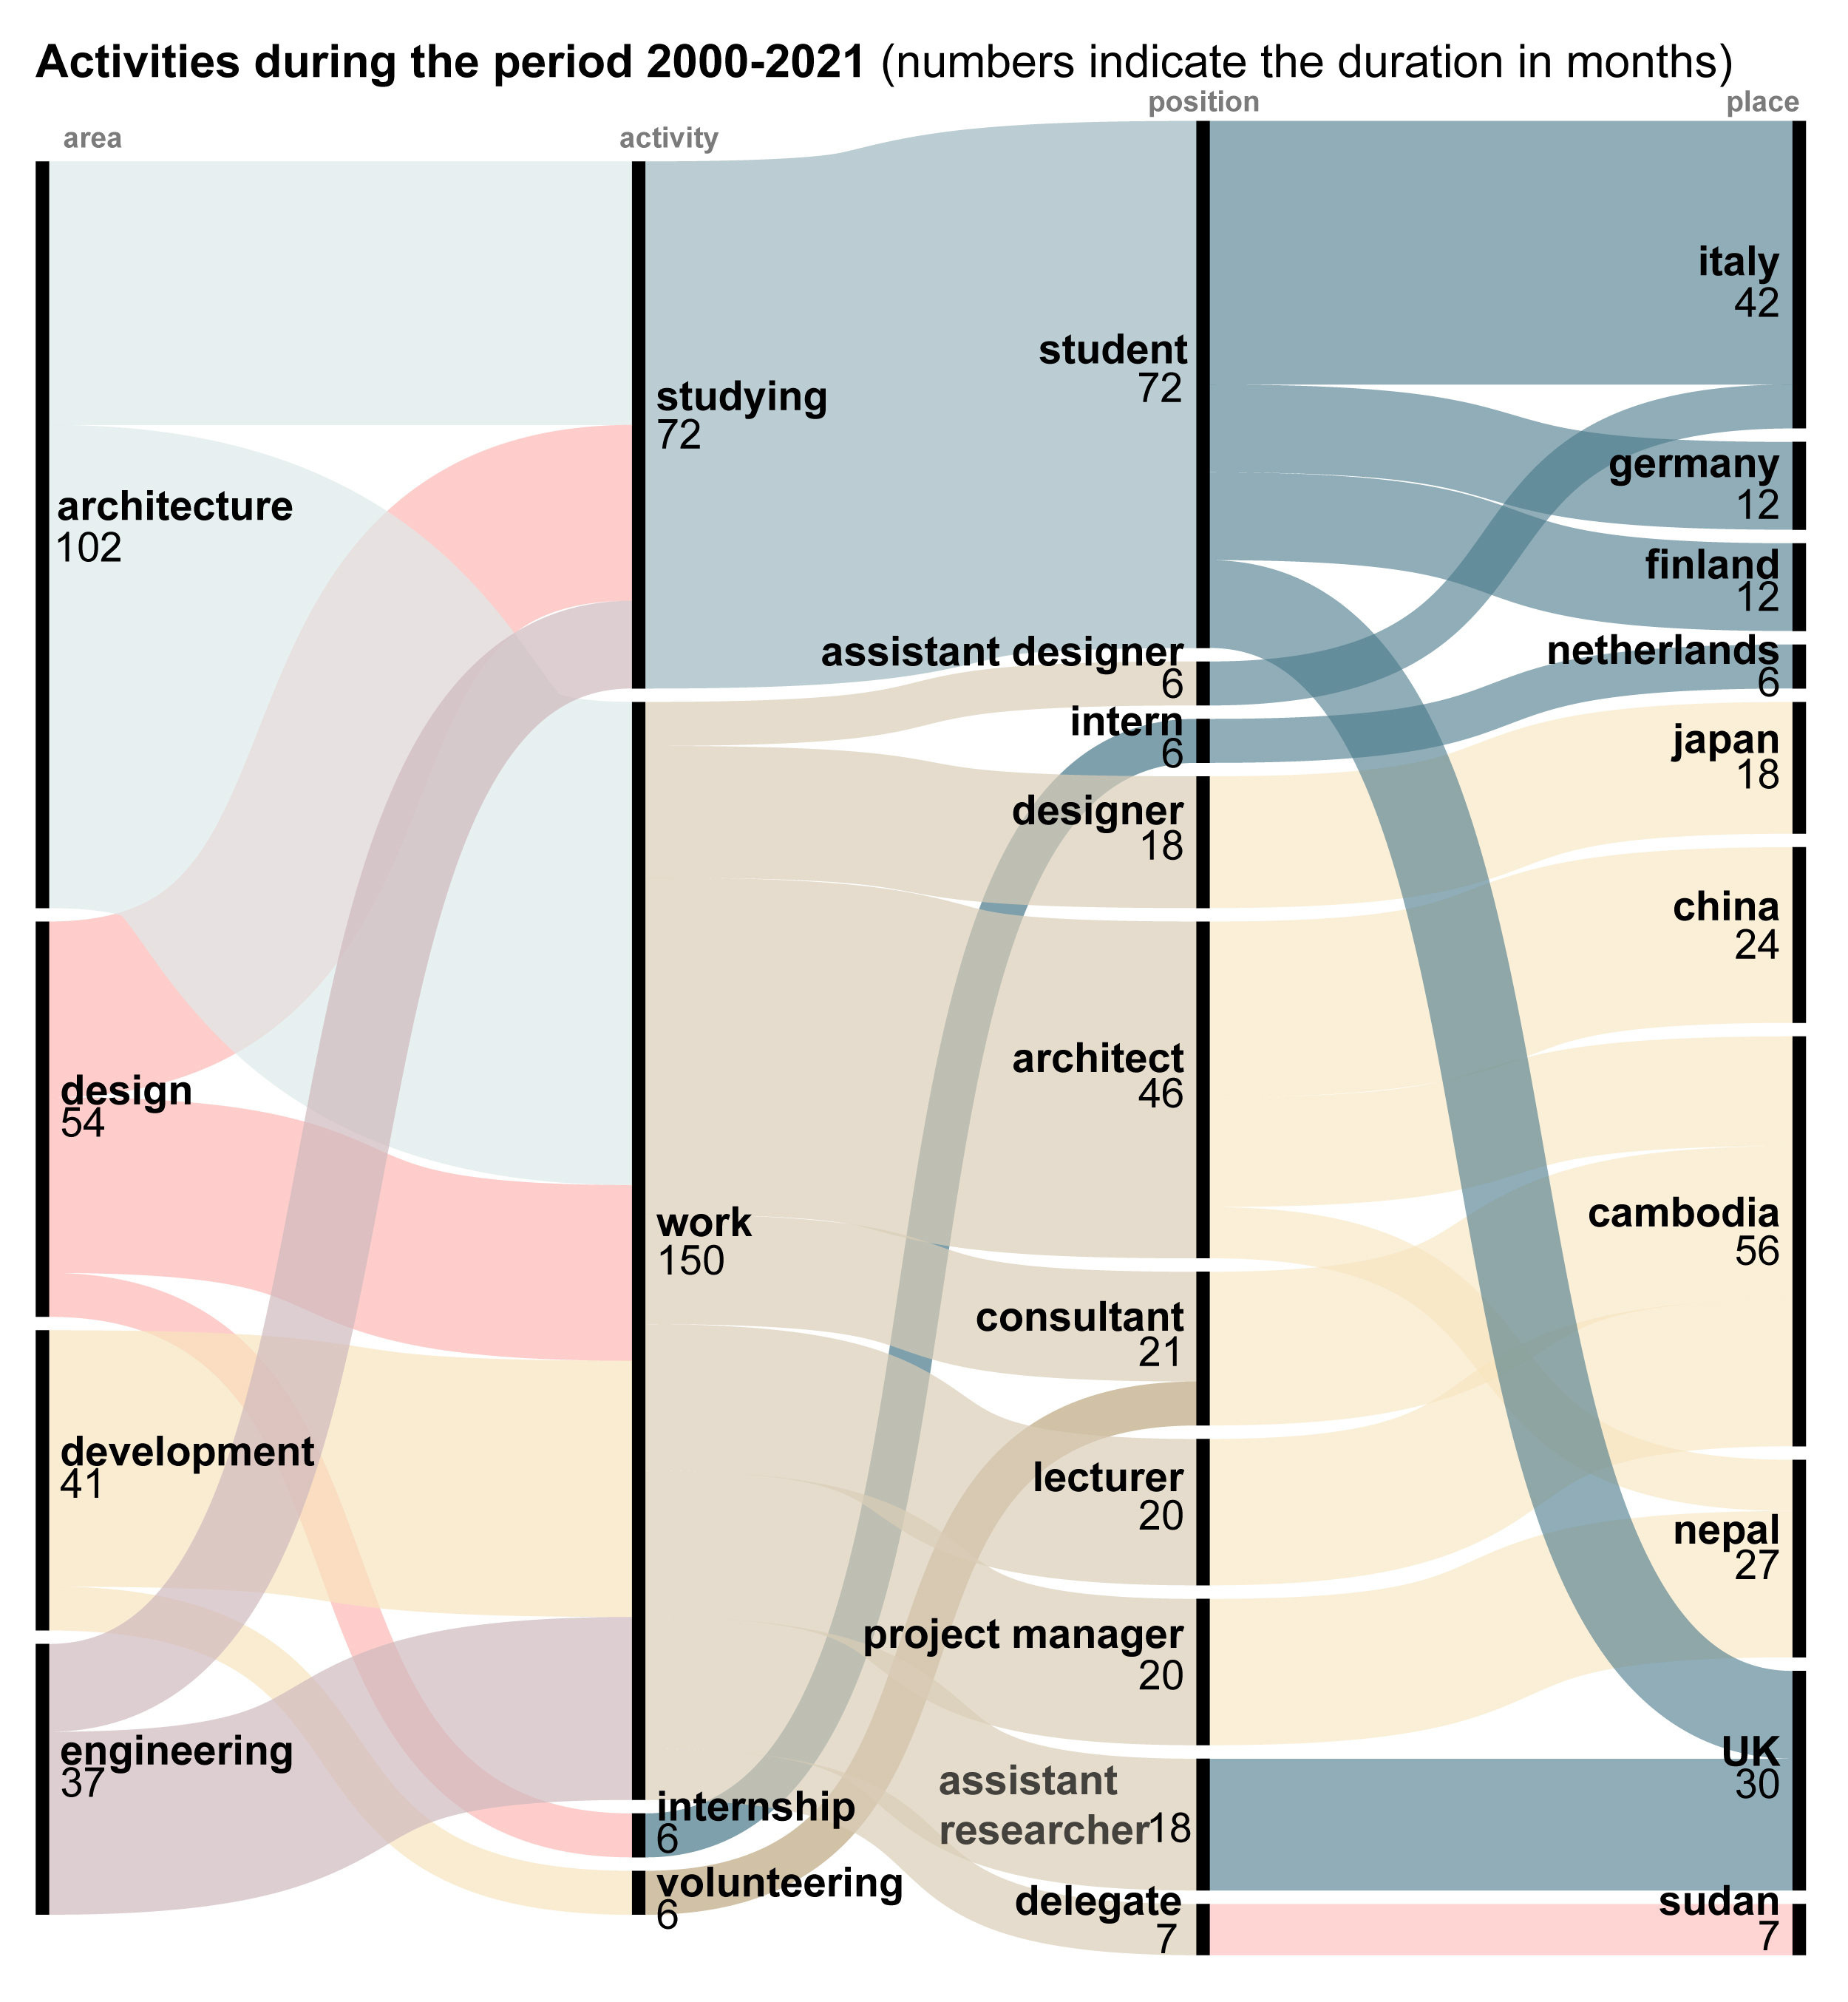 Activities during the period 2000-2021 (numbers indicate the duration in months)
area
activity
position
place
architecture
102
design
54
development
41
engineering
37
studying
72
work
150
internship
6
volunteering
6
student
72
assistant designer
6
intern
6
designer
18
architect
46
consultant
21
lecturer
20
project manager
20
assistant
researcher 18
delegate
7
italy
42
germany
12
finland
12
netherlands
6
japan
18
china
24
cambodia
56
nepal
27
UK
30
sudan
7